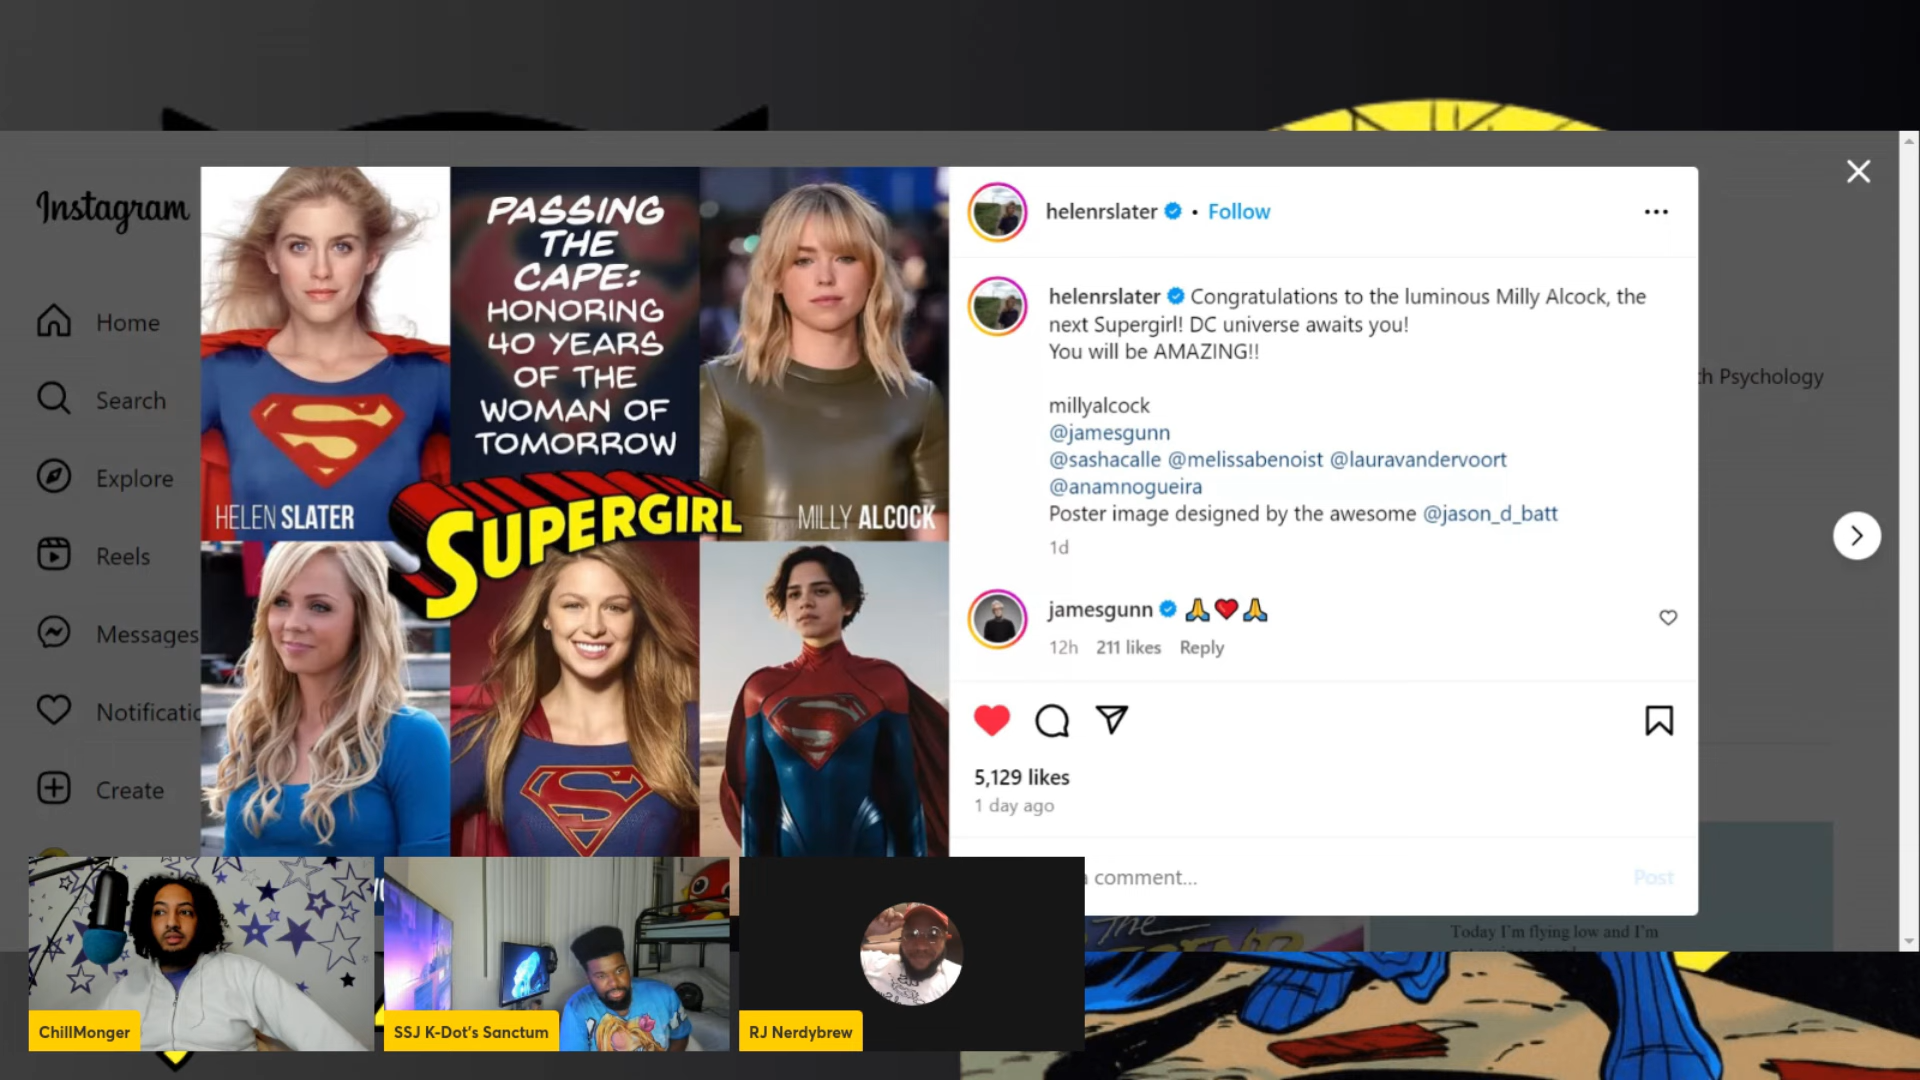 Instagram
Home
Search
Explore
Reels
Messages
Notificatic
Create
PASSING
THE
CAPE:
HONORING
40 YEARS
OF THE
WOMAN OF
TOMORROW
HELEN SLATER
SUPERGIRL
MILLY ALCOCK
helenrslater • Follow
helenrslater Congratulations to the luminous Milly Alcock, the
next Supergirl! DC universe awaits you!
You will be AMAZING!!
millyalcock
@jamesgunn
@sashacalle @melissabenoist @lauravandervoort
@anamnogueira
Poster image designed by the awesome @jason_d_batt
1d
jamesgunn 🙏❤️🙏
12h 211 likes Reply
5,129 likes
1 day ago
comment...
Post
h Psychology
The
LEGEND
Today I'm flying low and I'm
ChillMonger
SSJ K-Dot's Sanctum
RJ Nerdybrew